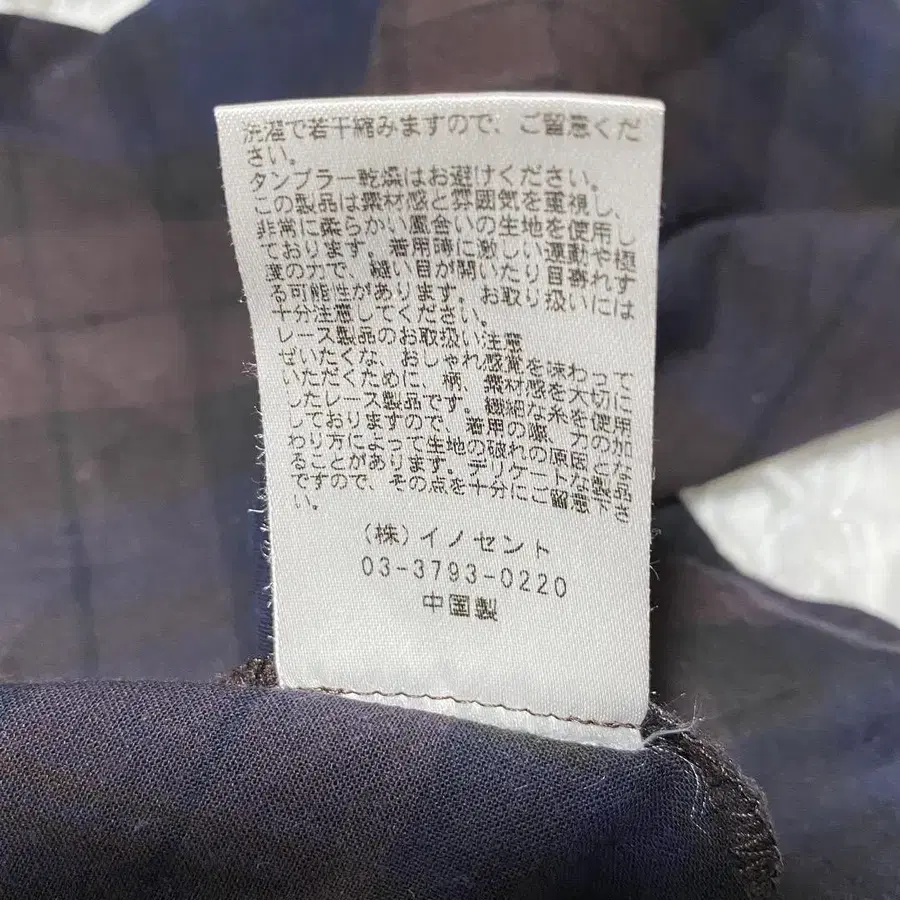 洗濯で若干縮みますので、ご留意くだ
さい。
タンブラー乾燥はお避けください。
この製品は素材感と雰囲気を重視し、
非常に柔らかい風合いの生地を使用し
ております。着用時に激しい運動や極
度の力で、縫い目が開いたり目寄れす
る可能性があります。お取り扱いには
十分注意してください。
レース製品のお取扱い注意
ぜいたくな、おしゃれ感覚を味わって
いただくために、柄、素材感を大切に
したレース製品です。繊細な糸を使用
しておりますので、着用の際、力の加
わり方によって生地の破れの原因とな
ることがあります。デリケートな製品
ですので、その点を十分にご留意下さ
い。
(株)イノセント
03-3793-0220
中国製